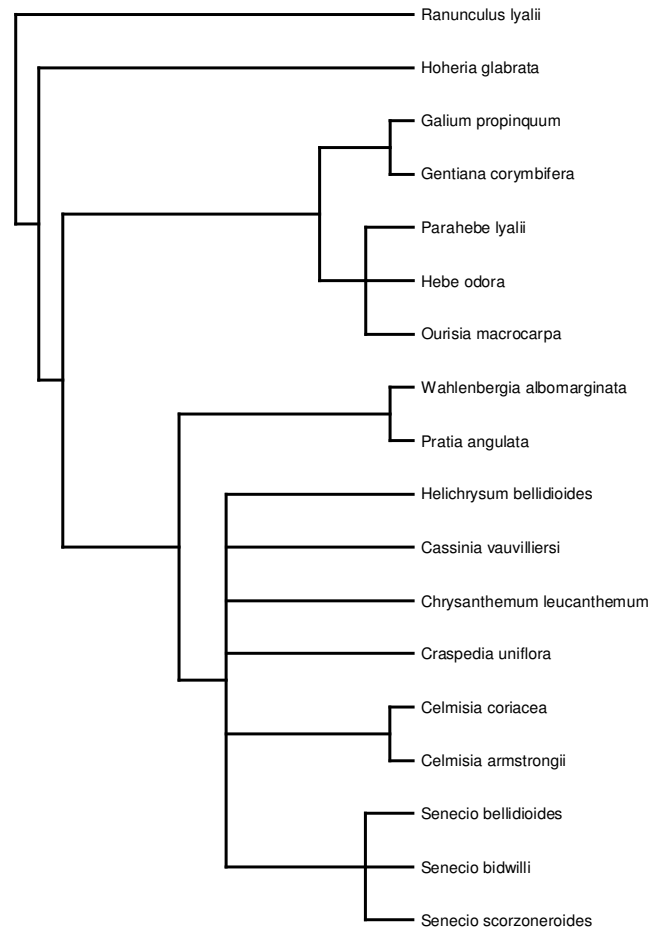 Ranunculus lyalii
Hoheria glabrata
Galium propinquum
Gentiana corymbifera
Parahebe lyalii
Hebe odora
Ourisia macrocarpa
Wahlenbergia albomarginata
Pratia angulata
Helichrysum bellidioides
Cassinia vauvilliersi
Chrysanthemum leucanthemum
Craspedia uniflora
Celmisia coriacea
Celmisia armstrongii
Senecio bellidioides
Senecio bidwilli
Senecio scorzoneroides